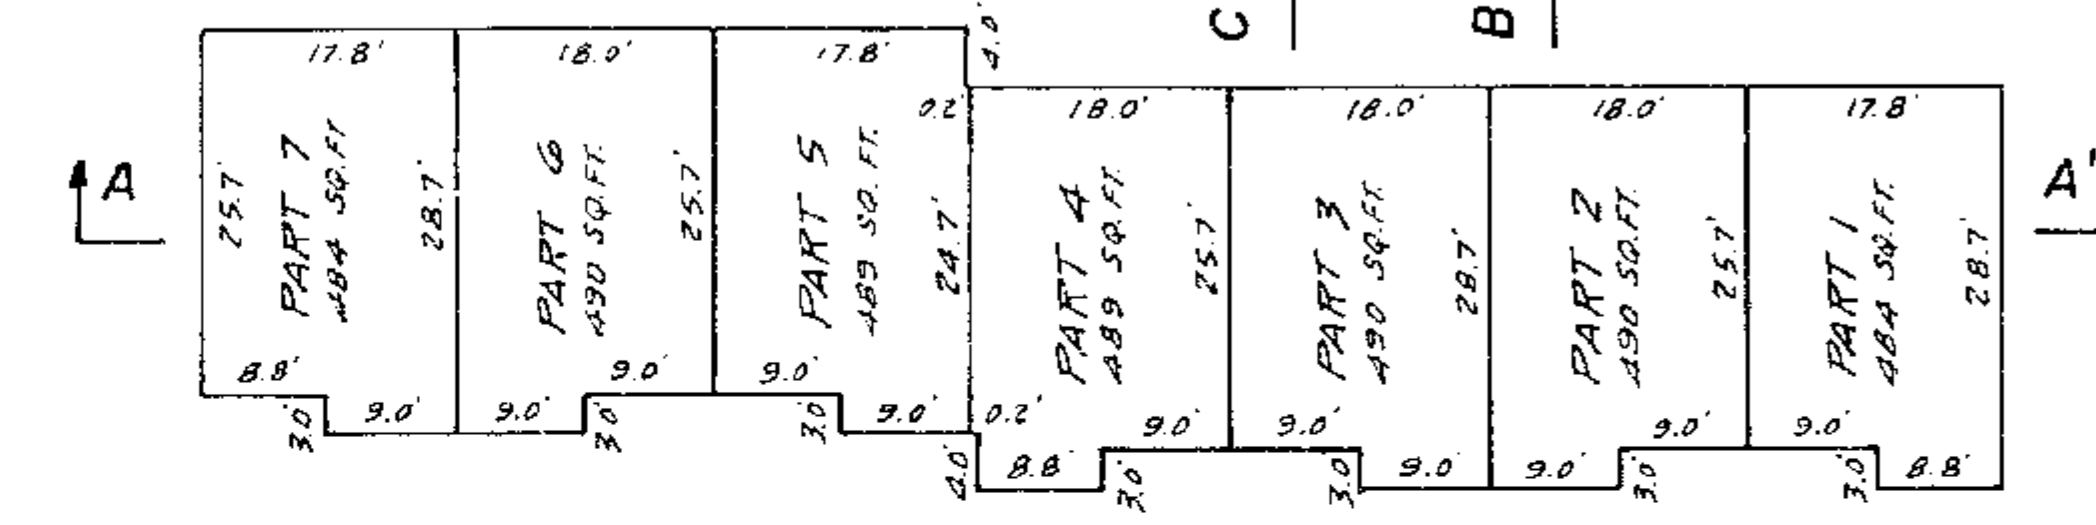 C
B
4.0'
17.8'
18.0'
17.8'
0.2'
18.0'
18.0'
18.0'
17.8'
A
25.7'
PART 7
484 SQ.FT
28.7'
PART 6
490 SQ.FT.
25.7'
PART 5
489 SQ. FT.
24.7'
PART 4
489 SQ.FT.
25.7'
PART 3
490 SQ.FT.
28.7'
PART 2
490 SQ.FT.
25.7'
PART 1
484 SQ.FT.
28.7'
A'
8.8'
9.0'
9.0'
3.0'
9.0'
9.0'
3.0'
3.0'
9.0'
0.2'
9.0'
9.0'
9.0'
9.0'
4.0'
8.8'
3.0'
3.0'
9.0'
9.0'
3.0'
3.0'
8.8'